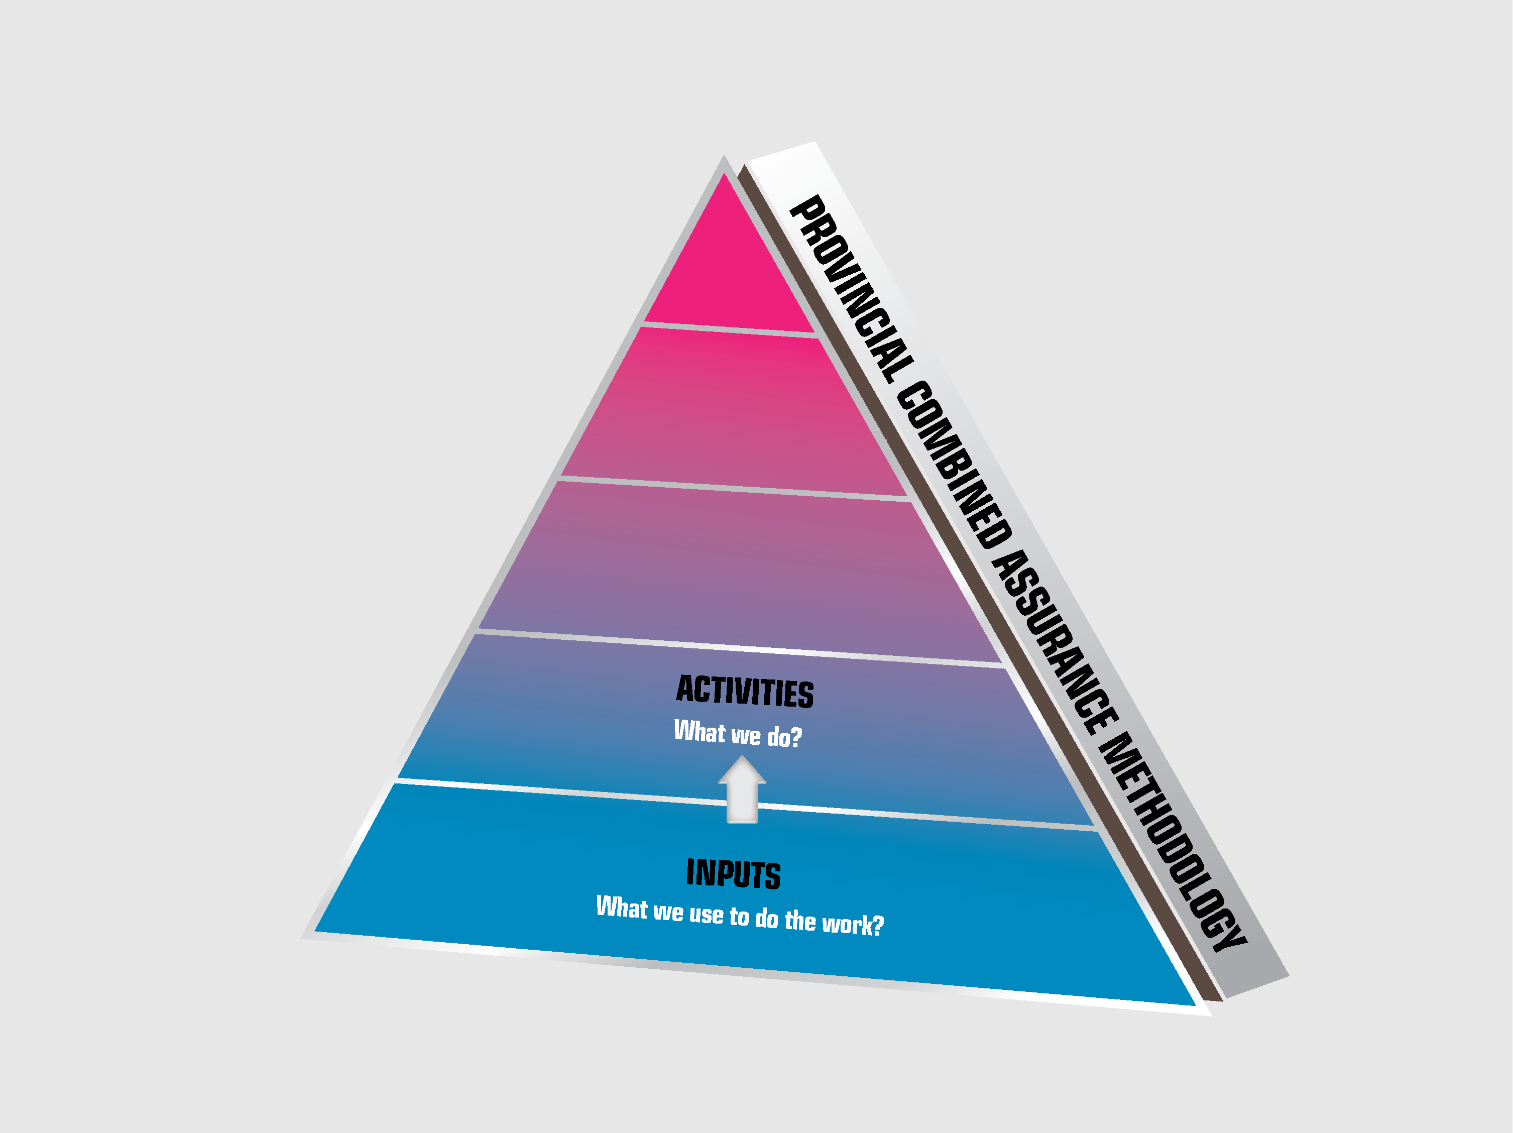 PROVINCIAL COMBINED ASSURANCE METHODOLOGY
ACTIVITIES
What we do?
INPUTS
What we use to do the work?